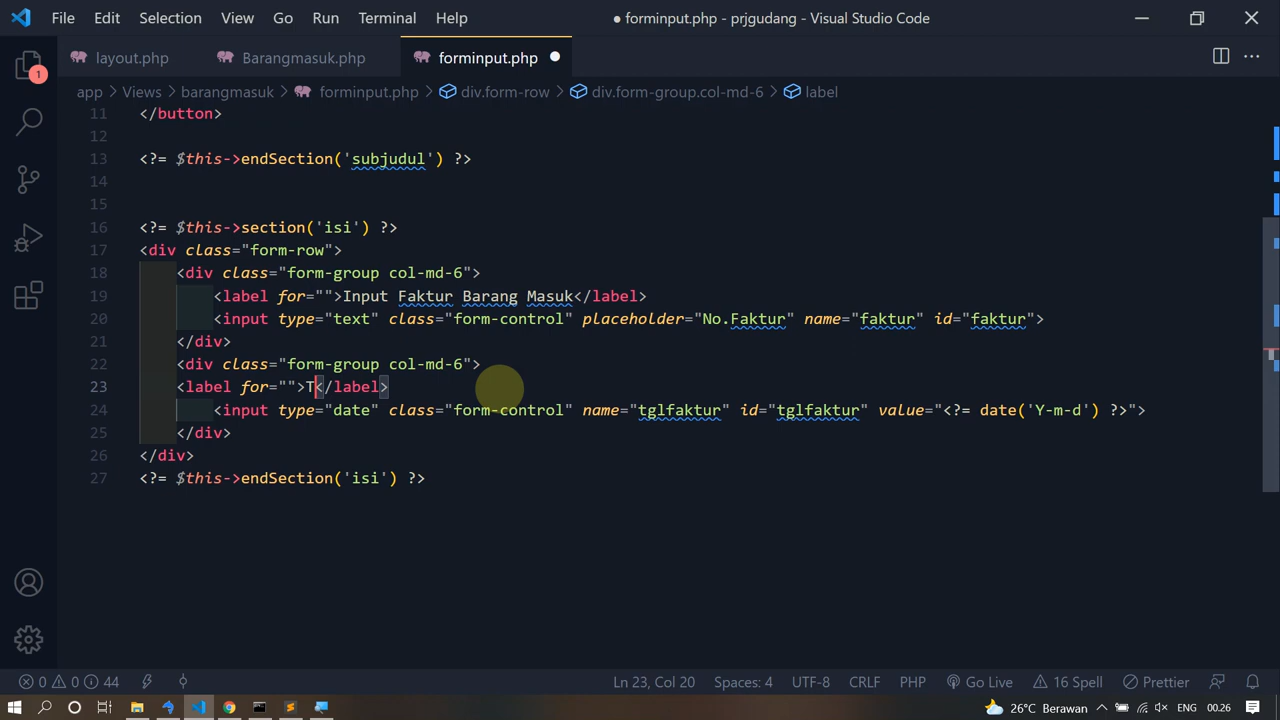 File Edit Selection View Go Run Terminal Help
● forminput.php - prjgudang - Visual Studio Code
layout.php
Barangmasuk.php
forminput.php
1
app > Views > barangmasuk > forminput.php > div.form-row > div.form-group.col-md-6 > label
11 </button>
12
13 <?= $this->endSection('subjudul') ?>
14
15
16 <?= $this->section('isi') ?>
17 <div class="form-row">
18 <div class="form-group col-md-6">
19 <label for="">Input Faktur Barang Masuk</label>
20 <input type="text" class="form-control" placeholder="No.Faktur" name="faktur" id="faktur">
21 </div>
22 <div class="form-group col-md-6">
23 <label for="">T</label>
24 <input type="date" class="form-control" name="tglfaktur" id="tglfaktur" value="<?= date('Y-m-d') ?>">
25 </div>
26 </div>
27 <?= $this->endSection('isi') ?>
0 0 44
Ln 23, Col 20 Spaces: 4 UTF-8 CRLF PHP Go Live 16 Spell Prettier
26°C Berawan ENG 00.26